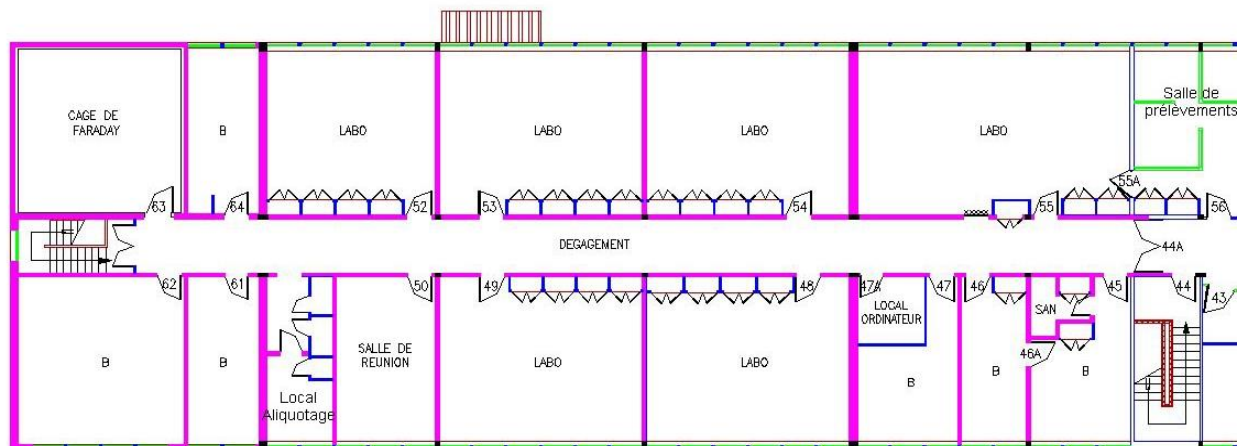 CAGE DE
FARADAY
B
LABO
LABO
LABO
LABO
Salle de
prélèvements
63
64
52
53
54
55
55A
56
DEGAGEMENT
44A
62
61
50
49
48
47A
47
46
45
44
43
LOCAL
ORDINATEUR
SAN
46A
B
B
SALLE DE
REUNION
LABO
LABO
B
B
B
Local
Aliquotage